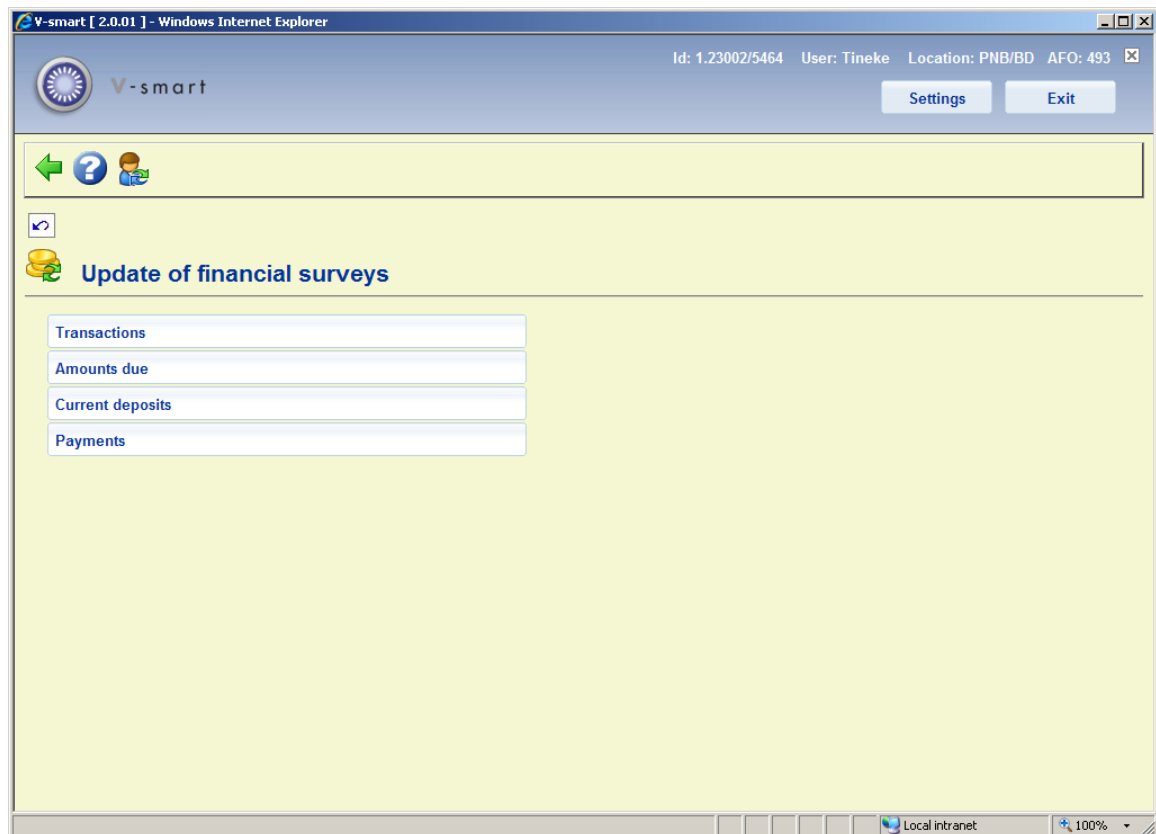 V-smart [ 2.0.01 ] - Windows Internet Explorer
Id: 1.23002/5464 User: Tineke Location: PNB/BD AFO: 493
V-smart
Settings Exit
Update of financial surveys
Transactions
Amounts due
Current deposits
Payments
Local intranet 100%